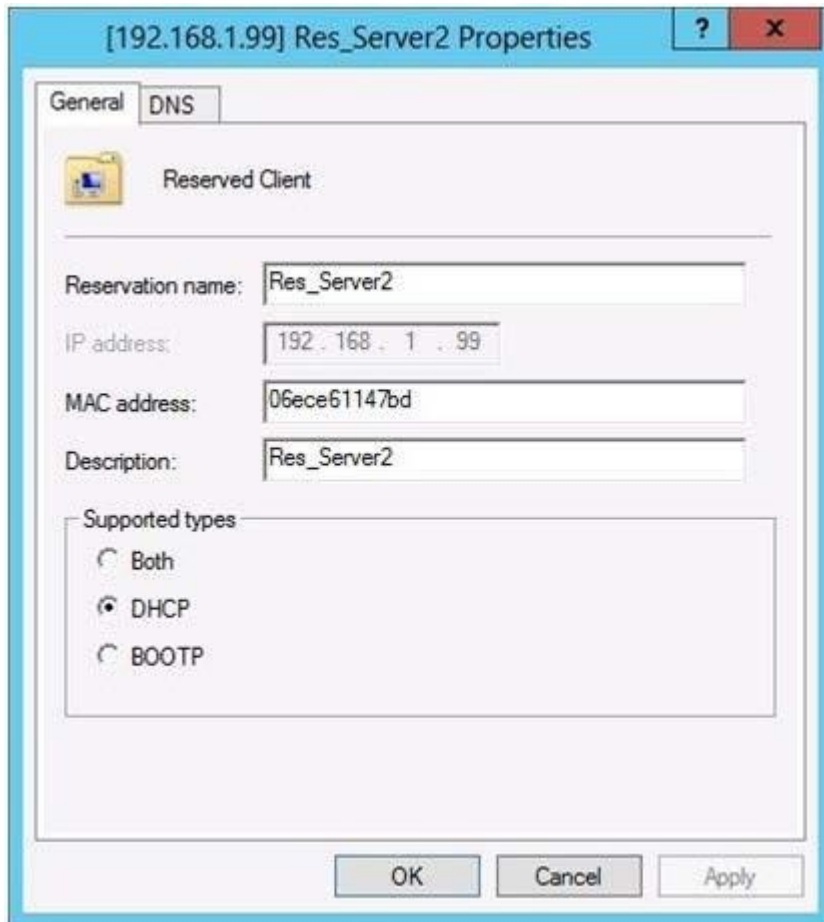 [192.168.1.99] Res_Server2 Properties
? x
General DNS
Reserved Client
Reservation name: Res_Server2
IP address: 192 . 168 . 1 . 99
MAC address: 06ece61147bd
Description: Res_Server2
Supported types
Both
DHCP
BOOTP
OK Cancel Apply